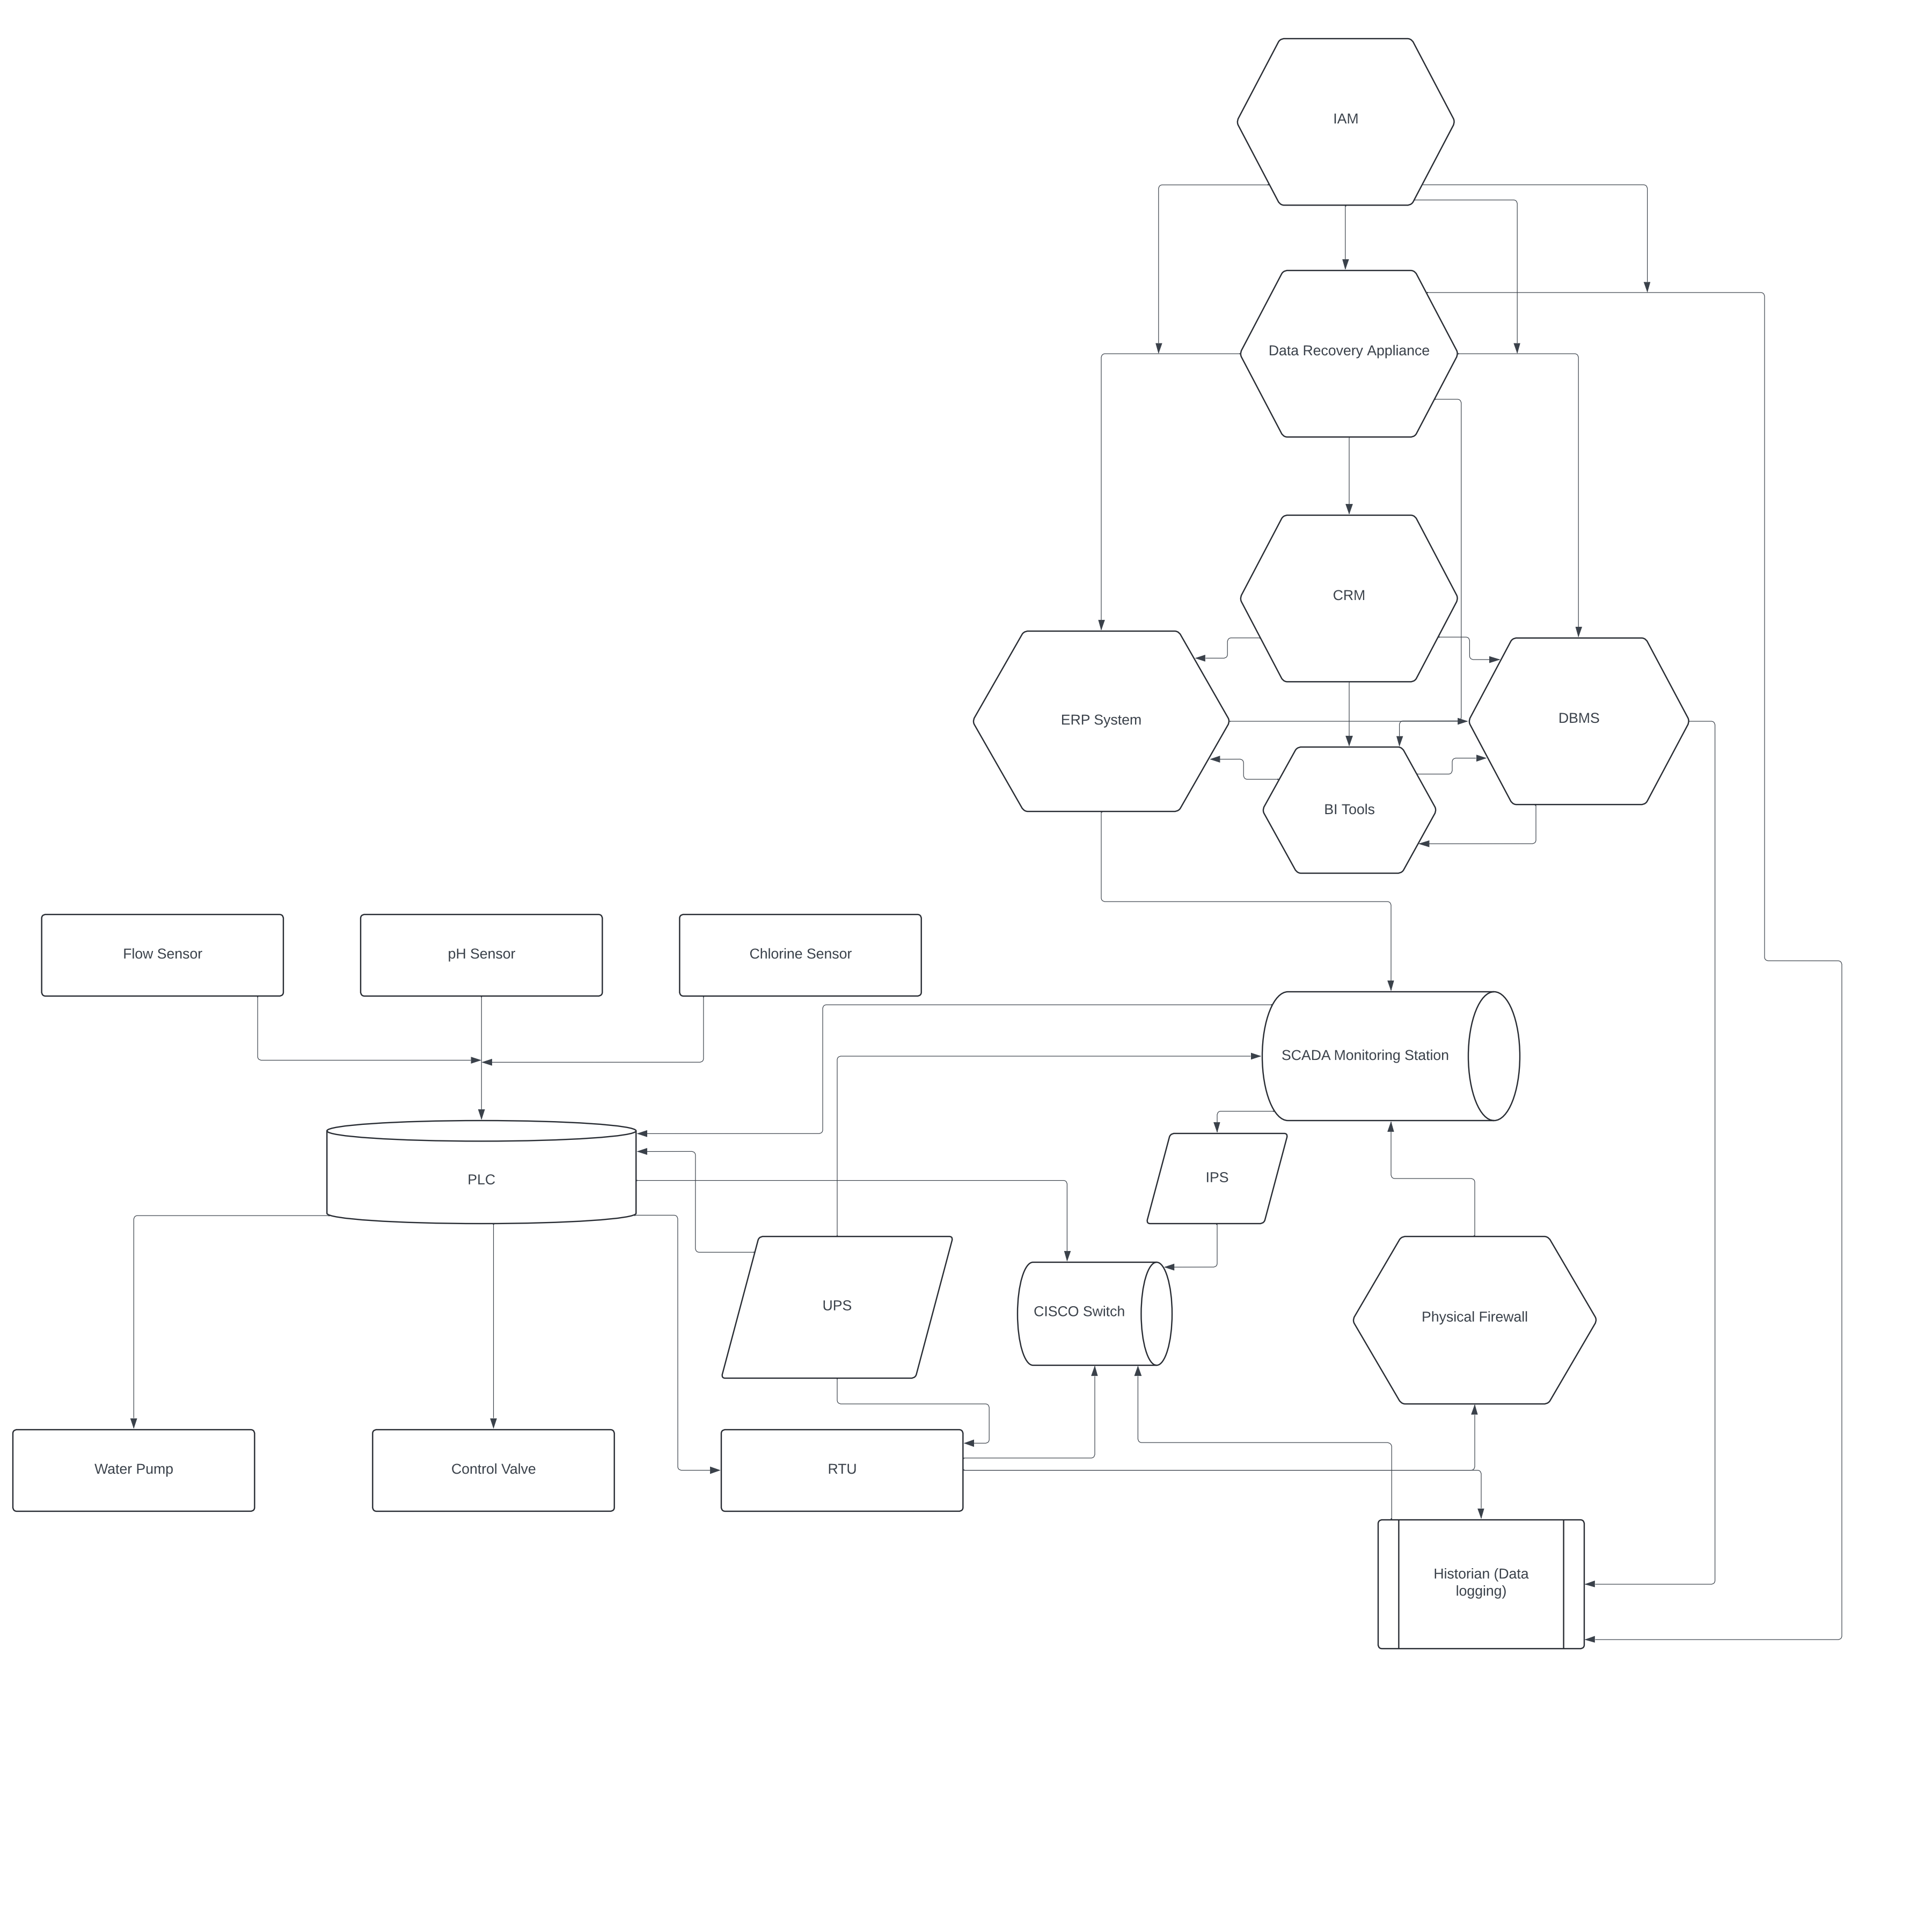 IAM
Data Recovery Appliance
CRM
ERP System
DBMS
BI Tools
Flow Sensor
pH Sensor
Chlorine Sensor
SCADA Monitoring Station
PLC
IPS
UPS
CISCO Switch
Physical Firewall
Water Pump
Control Valve
RTU
Historian (Data
logging)